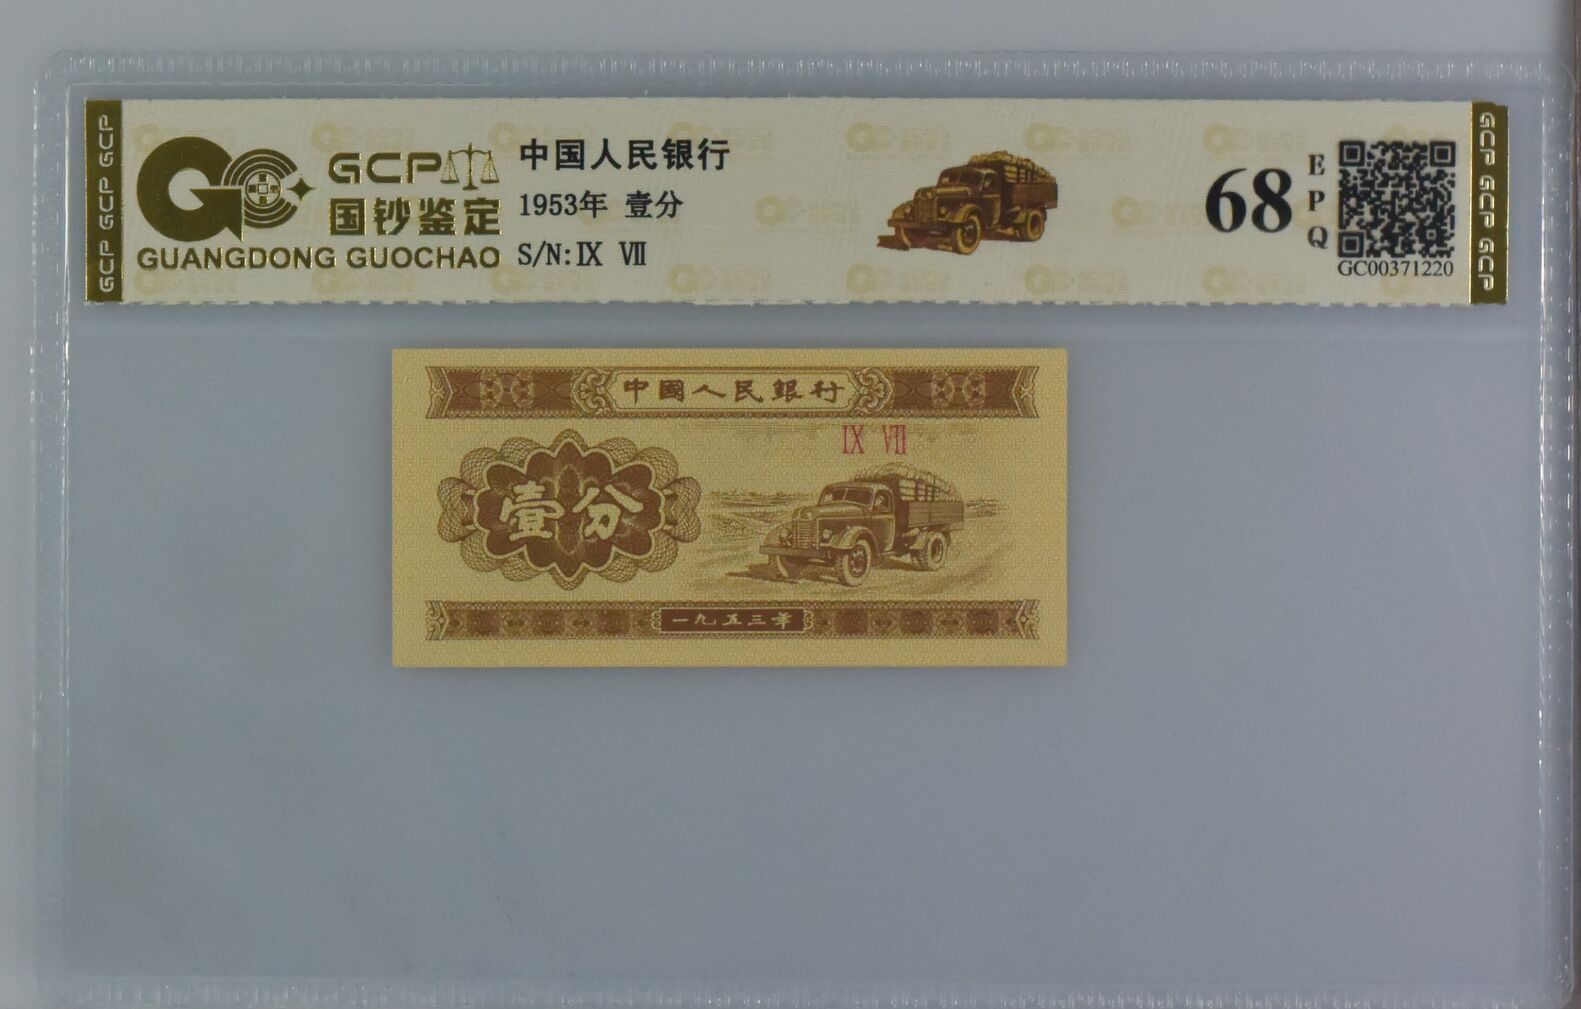 GCP GCP GCP
GCP
国钞鉴定
GUANGDONG GUOCHAO
中国人民银行
1953年 壹分
S/N:Ⅸ Ⅶ
68
EPQ
GC00371220
GCP GCP GCP
中國人民銀行
Ⅸ Ⅶ
壹分
一九五三年